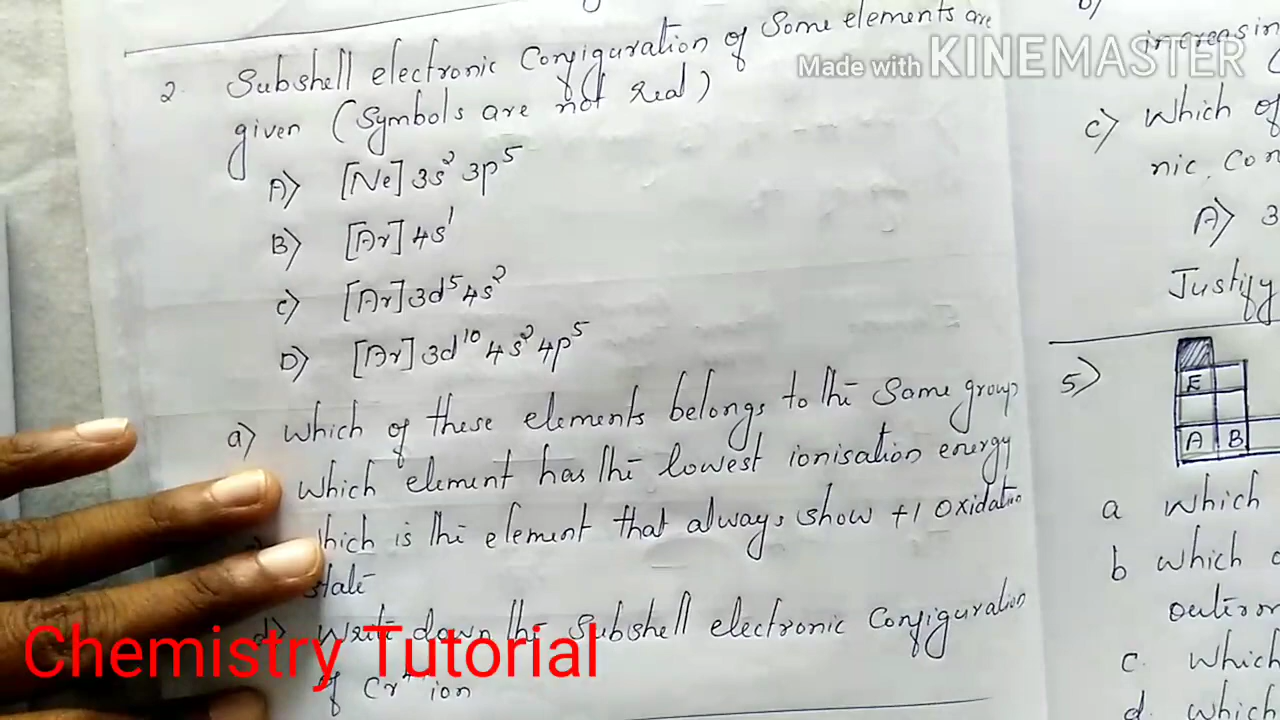 2. Subshell electronic Configuration of Some elements are
given (Symbols are not real)
A) [Ne] 3s² 3p⁵
B) [Ar] 4s¹
C) [Ar] 3d⁵ 4s²
D) [Ar] 3d¹⁰ 4s² 4p⁵
a) Which of these elements belongs to the Same group
Which element has the lowest ionisation energy
hich is the element that always show +1 Oxidatio
state
d) Write down the Subshell electronic Configuration
of ion
b)
increasin
c) Which of
nic. Con
A) 3
Justify
5)
E
A B
a Which
b Which
outermo
c. Which
d. Which
Made with KINEMASTER
Chemistry Tutorial